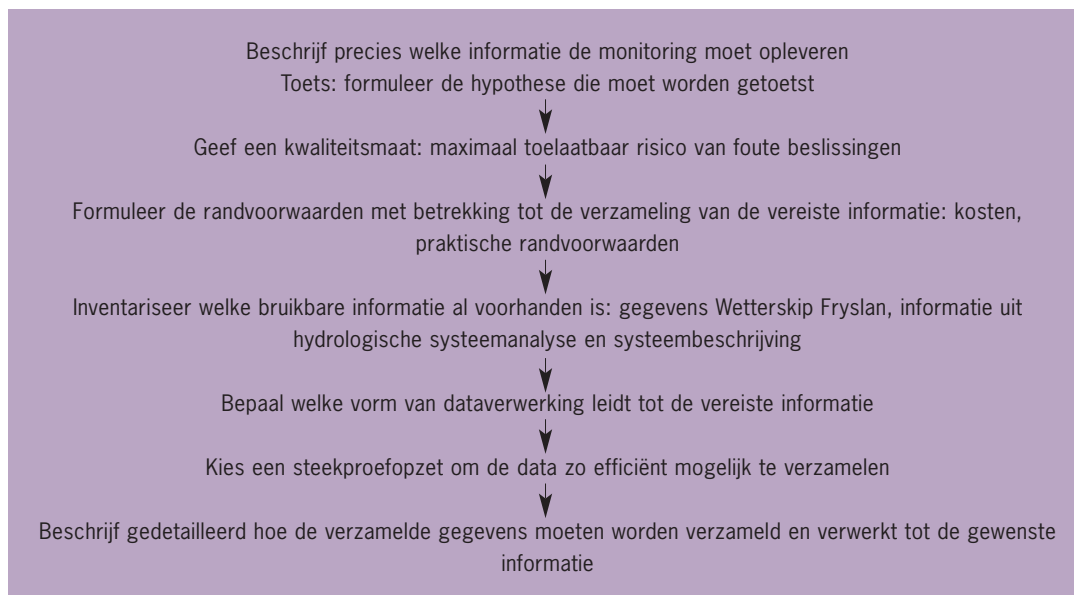 Beschrijf precies welke informatie de monitoring moet opleveren
Toets: formuleer de hypothese die moet worden getoetst
Geef een kwaliteitsmaat: maximaal toelaatbaar risico van foute beslissingen
Formuleer de randvoorwaarden met betrekking tot de verzameling van de vereiste informatie: kosten,
praktische randvoorwaarden
Inventariseer welke bruikbare informatie al voorhanden is: gegevens Wetterskip Fryslan, informatie uit
hydrologische systeemanalyse en systeembeschrijving
Bepaal welke vorm van dataverwerking leidt tot de vereiste informatie
Kies een steekproefopzet om de data zo efficiënt mogelijk te verzamelen
Beschrijf gedetailleerd hoe de verzamelde gegevens moeten worden verzameld en verwerkt tot de gewenste
informatie